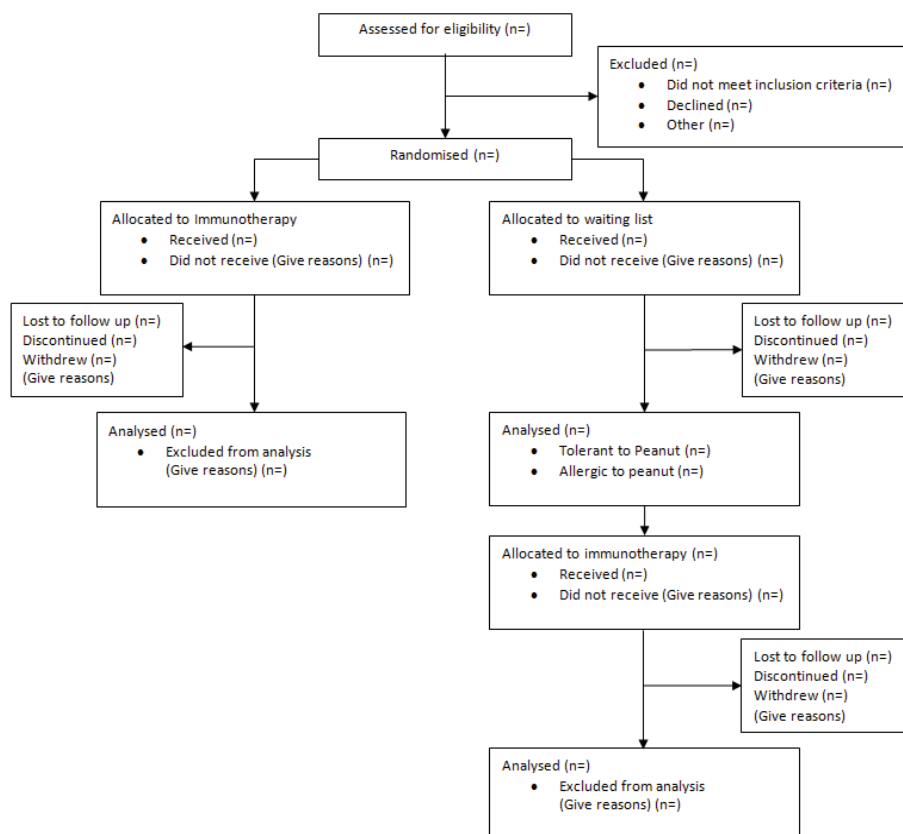 Assessed for eligibility (n=)
Excluded (n=)
• Did not meet inclusion criteria (n=)
• Declined (n=)
• Other (n=)
Randomised (n=)
Allocated to Immunotherapy
• Received (n=)
• Did not receive (Give reasons) (n=)
Allocated to waiting list
• Received (n=)
• Did not receive (Give reasons) (n=)
Lost to follow up (n=)
Discontinued (n=)
Withdrew (n=)
(Give reasons)
Lost to follow up (n=)
Discontinued (n=)
Withdrew (n=)
(Give reasons)
Analysed (n=)
• Excluded from analysis
(Give reasons) (n=)
Analysed (n=)
• Tolerant to Peanut (n=)
• Allergic to peanut (n=)
Allocated to immunotherapy (n=)
• Received (n=)
• Did not receive (Give reasons) (n=)
Lost to follow up (n=)
Discontinued (n=)
Withdrew (n=)
(Give reasons)
Analysed (n=)
• Excluded from analysis
(Give reasons) (n=)